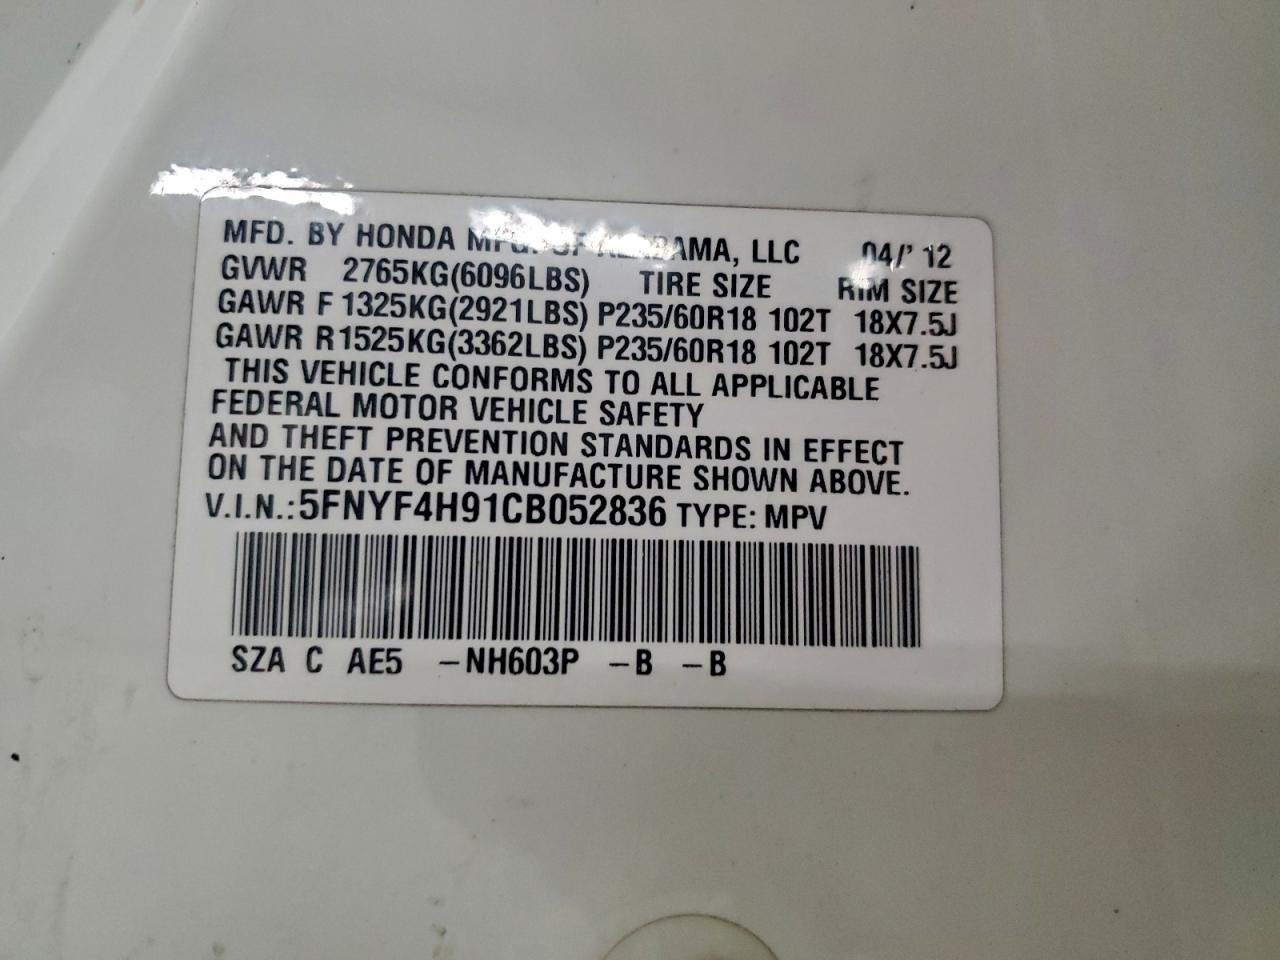 MFD. BY HONDA MFG. OF ALABAMA, LLC 04/' 12
GVWR 2765KG(6096LBS) TIRE SIZE RIM SIZE
GAWR F 1325KG(2921LBS) P235/60R18 102T 18X7.5J
GAWR R1525KG(3362LBS) P235/60R18 102T 18X7.5J
THIS VEHICLE CONFORMS TO ALL APPLICABLE
FEDERAL MOTOR VEHICLE SAFETY
AND THEFT PREVENTION STANDARDS IN EFFECT
ON THE DATE OF MANUFACTURE SHOWN ABOVE.
V.I.N.:5FNYF4H91CB052836 TYPE: MPV
SZA C AE5 -NH603P -B -B